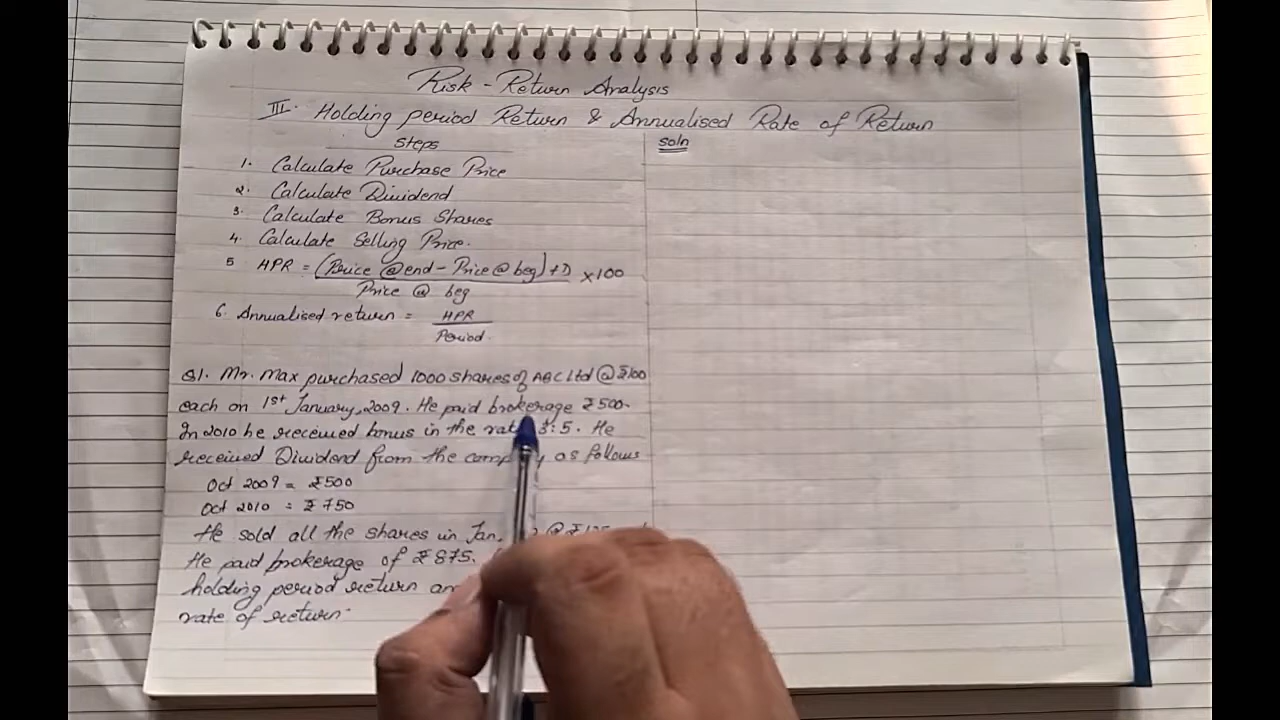 Risk - Return Analysis
III. Holding period Return & Annualised Rate of Return
Steps
1. Calculate Purchase Price
2. Calculate Dividend
3. Calculate Bonus Shares
4. Calculate Selling Price.
5 HPR = (Price @ end - Price @ beg) + D × 100
Price @ beg
6. Annualised return = HPR
Period.
Q1. Mr. Max purchased 1000 shares of ABC Ltd @ ₹100
each on 1st January, 2009. He paid brokerage ₹500.
In 2010 he received bonus in the 3:5. He
received Dividend from the as follows
Oct 2009 = ₹500
Oct 2010 = ₹750
He sold all the shares in Jan. @
He paid brokerage of ₹875.
holding period return
rate of return.
Soln